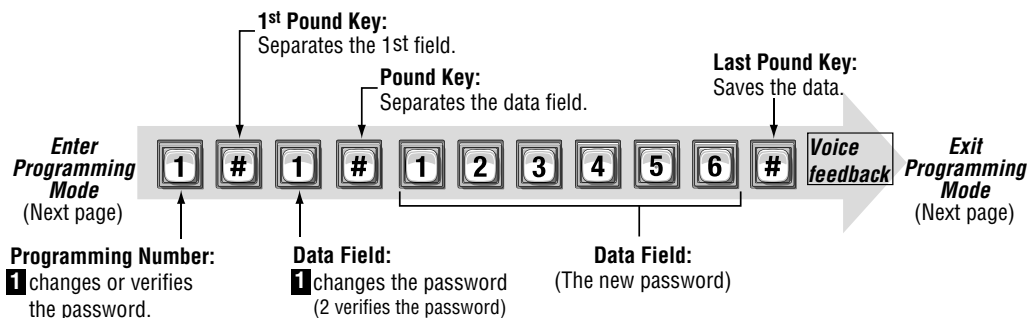 1st Pound Key:
Separates the 1st field.
Pound Key:
Separates the data field.
Last Pound Key:
Saves the data.
Enter
Programming
Mode
(Next page)
1 # 1 # 1 2 3 4 5 6 #
Voice
feedback
Exit
Programming
Mode
(Next page)
Programming Number:
1 changes or verifies
the password.
Data Field:
1 changes the password
(2 verifies the password)
Data Field:
(The new password)